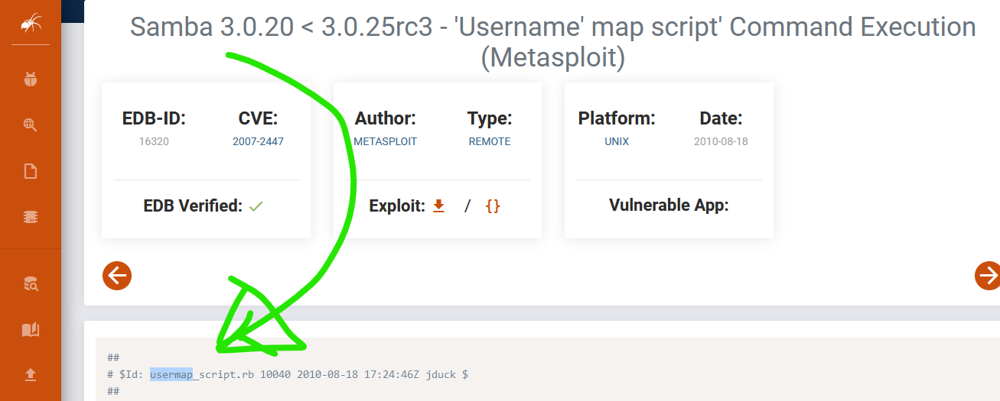 Samba 3.0.20 < 3.0.25rc3 - 'Username' map script' Command Execution
(Metasploit)
EDB-ID: CVE: Author: Type: Platform: Date:
16320 2007-2447 METASPLOIT REMOTE UNIX 2010-08-18
EDB Verified: Exploit: / {} Vulnerable App:
##
# $Id: usermap_script.rb 10040 2010-08-18 17:24:46Z jduck $
##